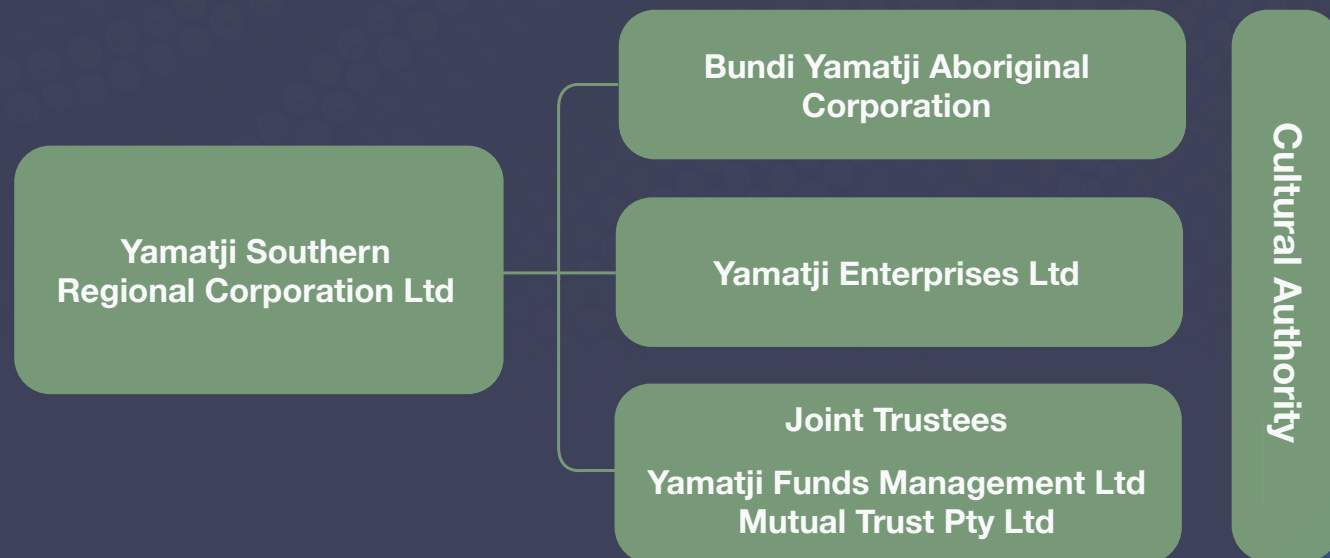 Yamatji Southern
Regional Corporation Ltd
Bundi Yamatji Aboriginal
Corporation
Yamatji Enterprises Ltd
Joint Trustees
Yamatji Funds Management Ltd
Mutual Trust Pty Ltd
Cultural Authority